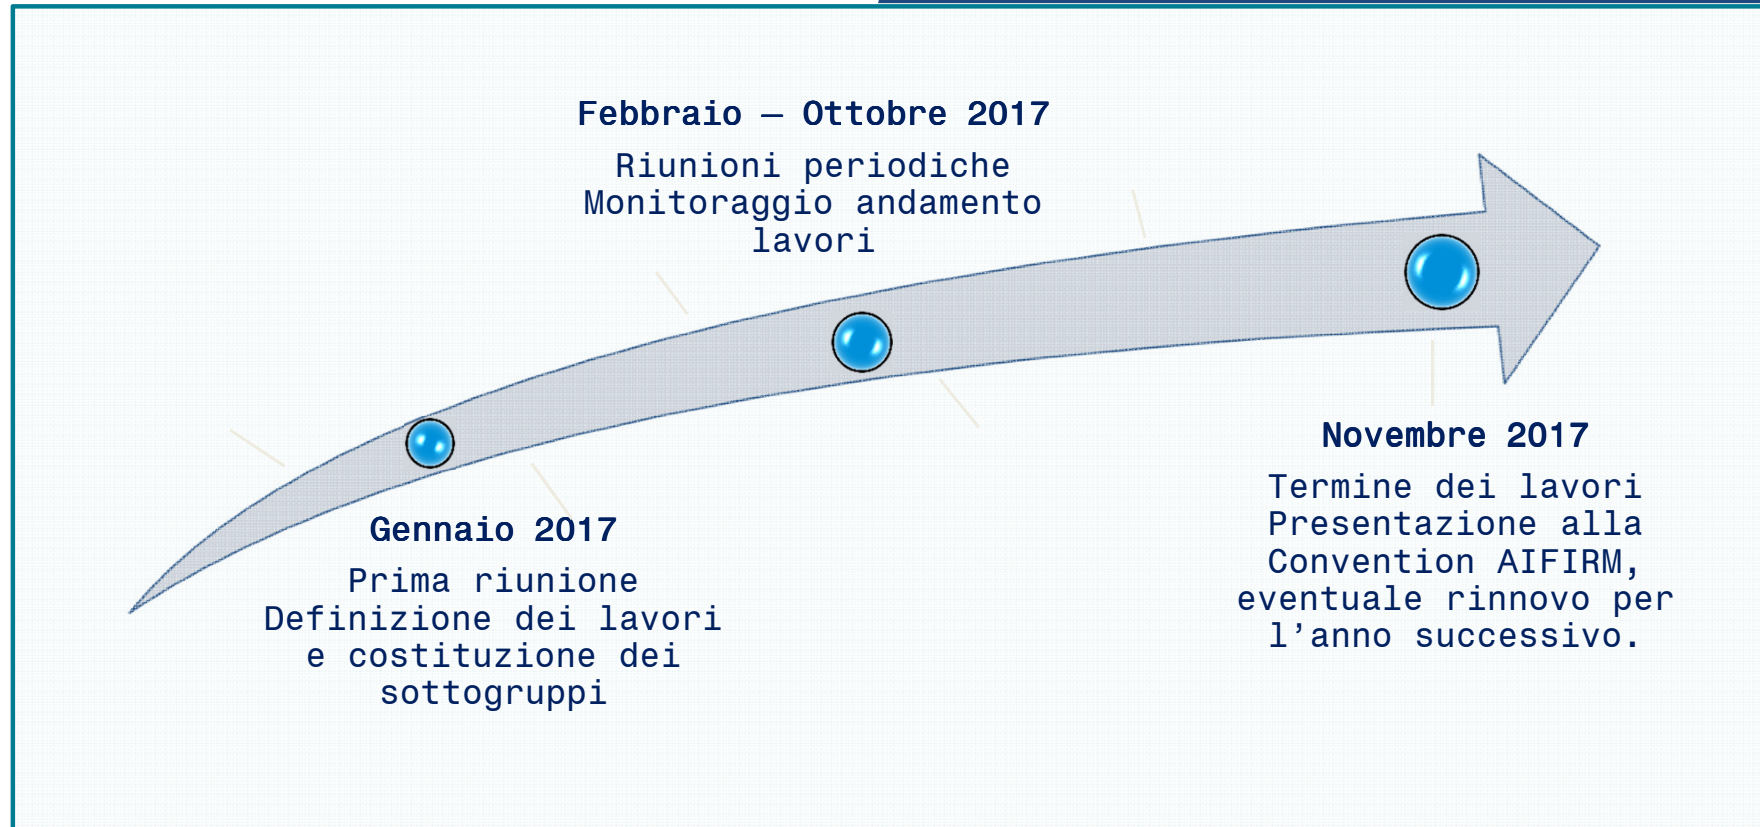 Febbraio – Ottobre 2017
Riunioni periodiche
Monitoraggio andamento
lavori
Gennaio 2017
Prima riunione
Definizione dei lavori
e costituzione dei
sottogruppi
Novembre 2017
Termine dei lavori
Presentazione alla
Convention AIFIRM,
eventuale rinnovo per
l’anno successivo.